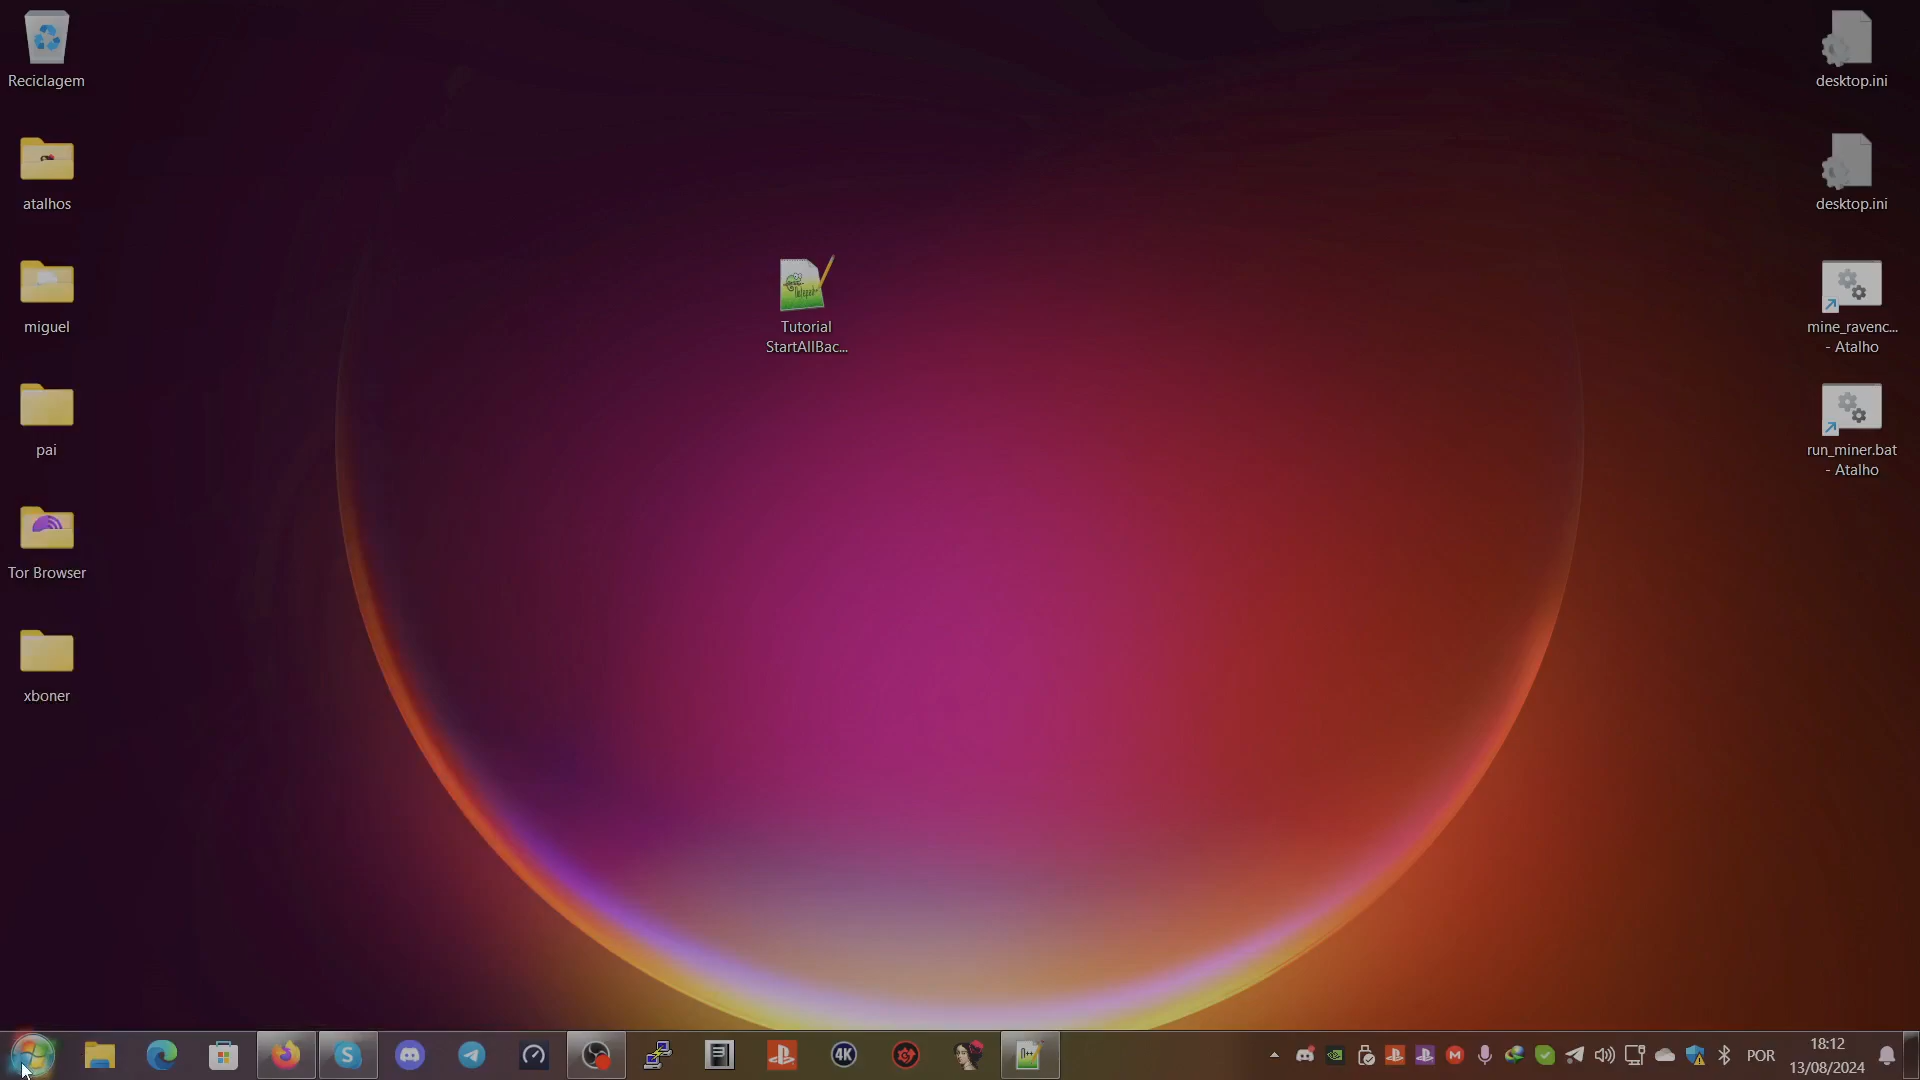 Reciclagem
atalhos
miguel
pai
Tor Browser
xboner
Tutorial
StartAllBac...
desktop.ini
desktop.ini
mine_ravenc...
- Atalho
run_miner.bat
- Atalho
4K
POR
18:12
13/08/2024